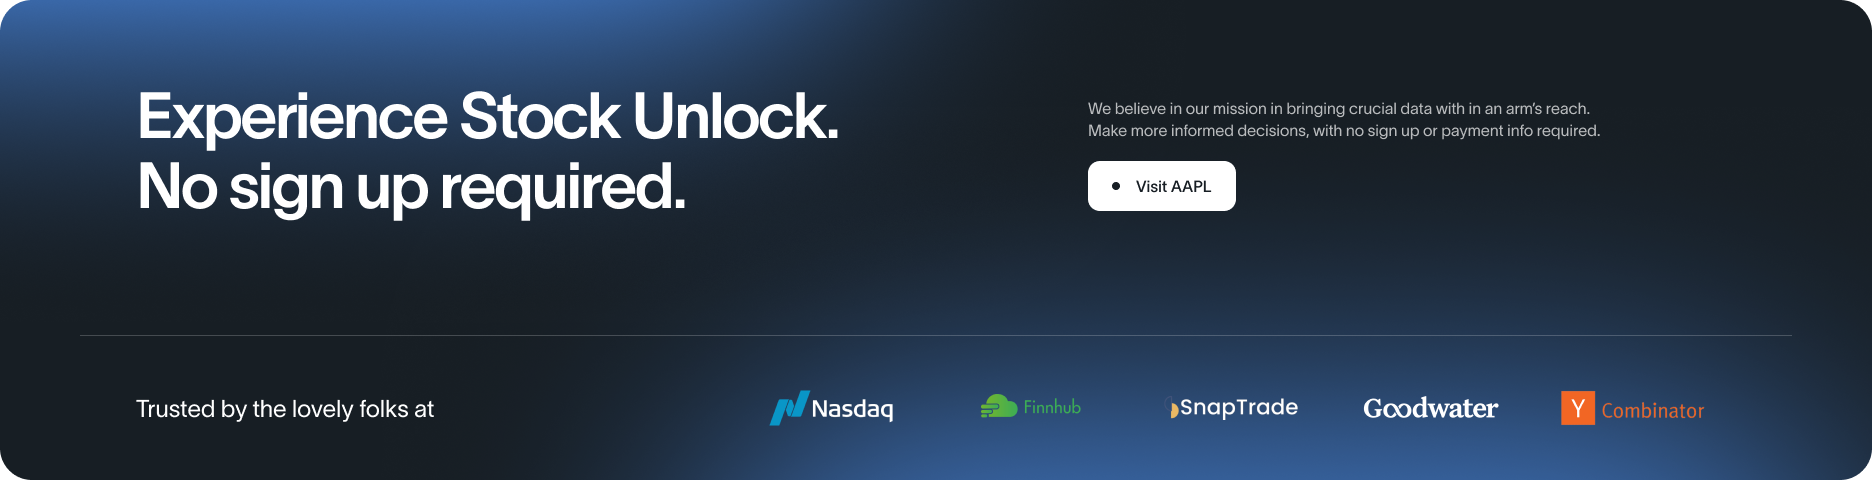 Experience Stock Unlock.
No sign up required.
We believe in our mission in bringing crucial data with in an arm’s reach.
Make more informed decisions, with no sign up or payment info required.
Visit AAPL
Trusted by the lovely folks at
Nasdaq
Finnhub
SnapTrade
Goodwater
Y Combinator